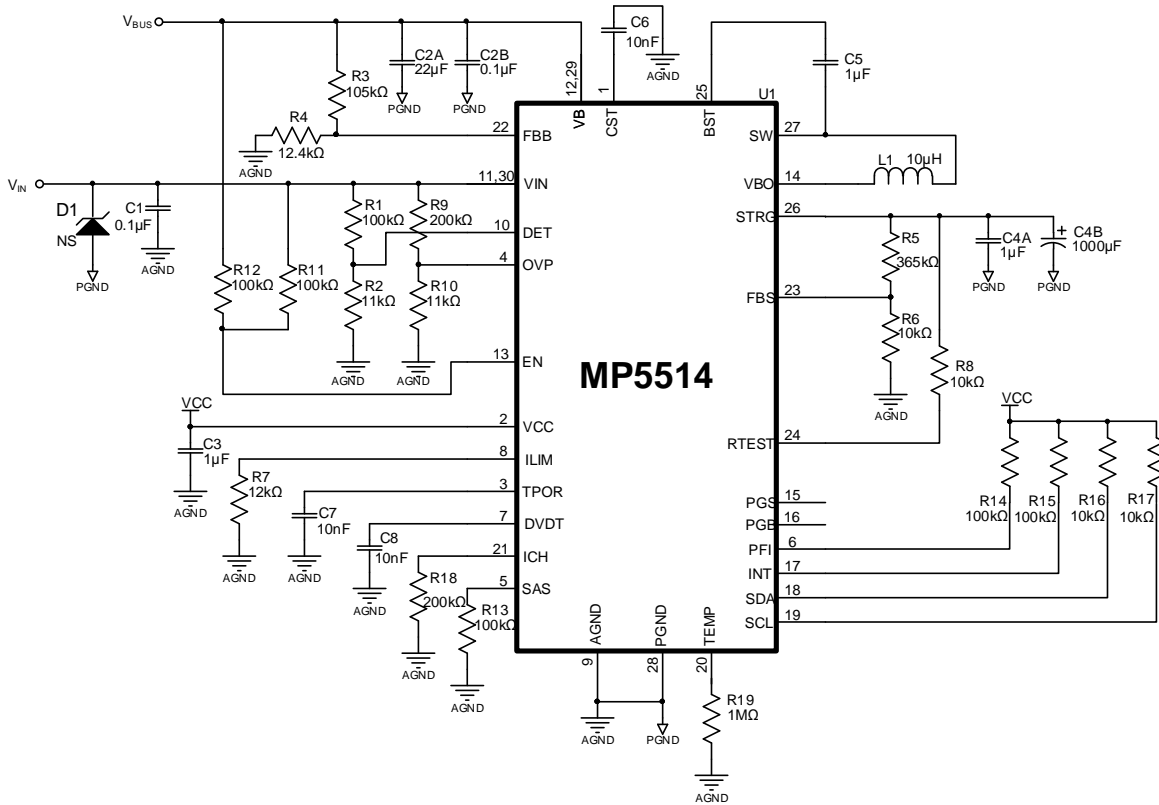 VBUS
C6
10nF
AGND
C2A
22µF
PGND
C2B
0.1µF
PGND
C5
1µF
R3
105kΩ
12,29
VB
1
CST
25
BST
U1
R4
12.4kΩ
AGND
22
FBB
SW
27
L1
10µH
VIN
11,30
VIN
VBO
14
D1
NS
PGND
C1
0.1µF
AGND
R1
100kΩ
R9
200kΩ
10
DET
4
OVP
STRG
26
R5
365kΩ
C4A
1µF
PGND
+
C4B
1000µF
PGND
R12
100kΩ
R11
100kΩ
R2
11kΩ
AGND
R10
11kΩ
AGND
FBS
23
R6
10kΩ
AGND
R8
10kΩ
13
EN
MP5514
VCC
2
VCC
C3
1µF
AGND
8
ILIM
R7
12kΩ
AGND
3
TPOR
C7
10nF
AGND
7
DVDT
C8
10nF
AGND
21
ICH
R18
200kΩ
AGND
5
SAS
R13
100kΩ
AGND
RTEST
24
VCC
R14
100kΩ
R15
100kΩ
R16
10kΩ
R17
10kΩ
PGS
15
PGB
16
PFI
6
INT
17
SDA
18
SCL
19
AGND
9
AGND
PGND
28
PGND
TEMP
20
R19
1MΩ
AGND